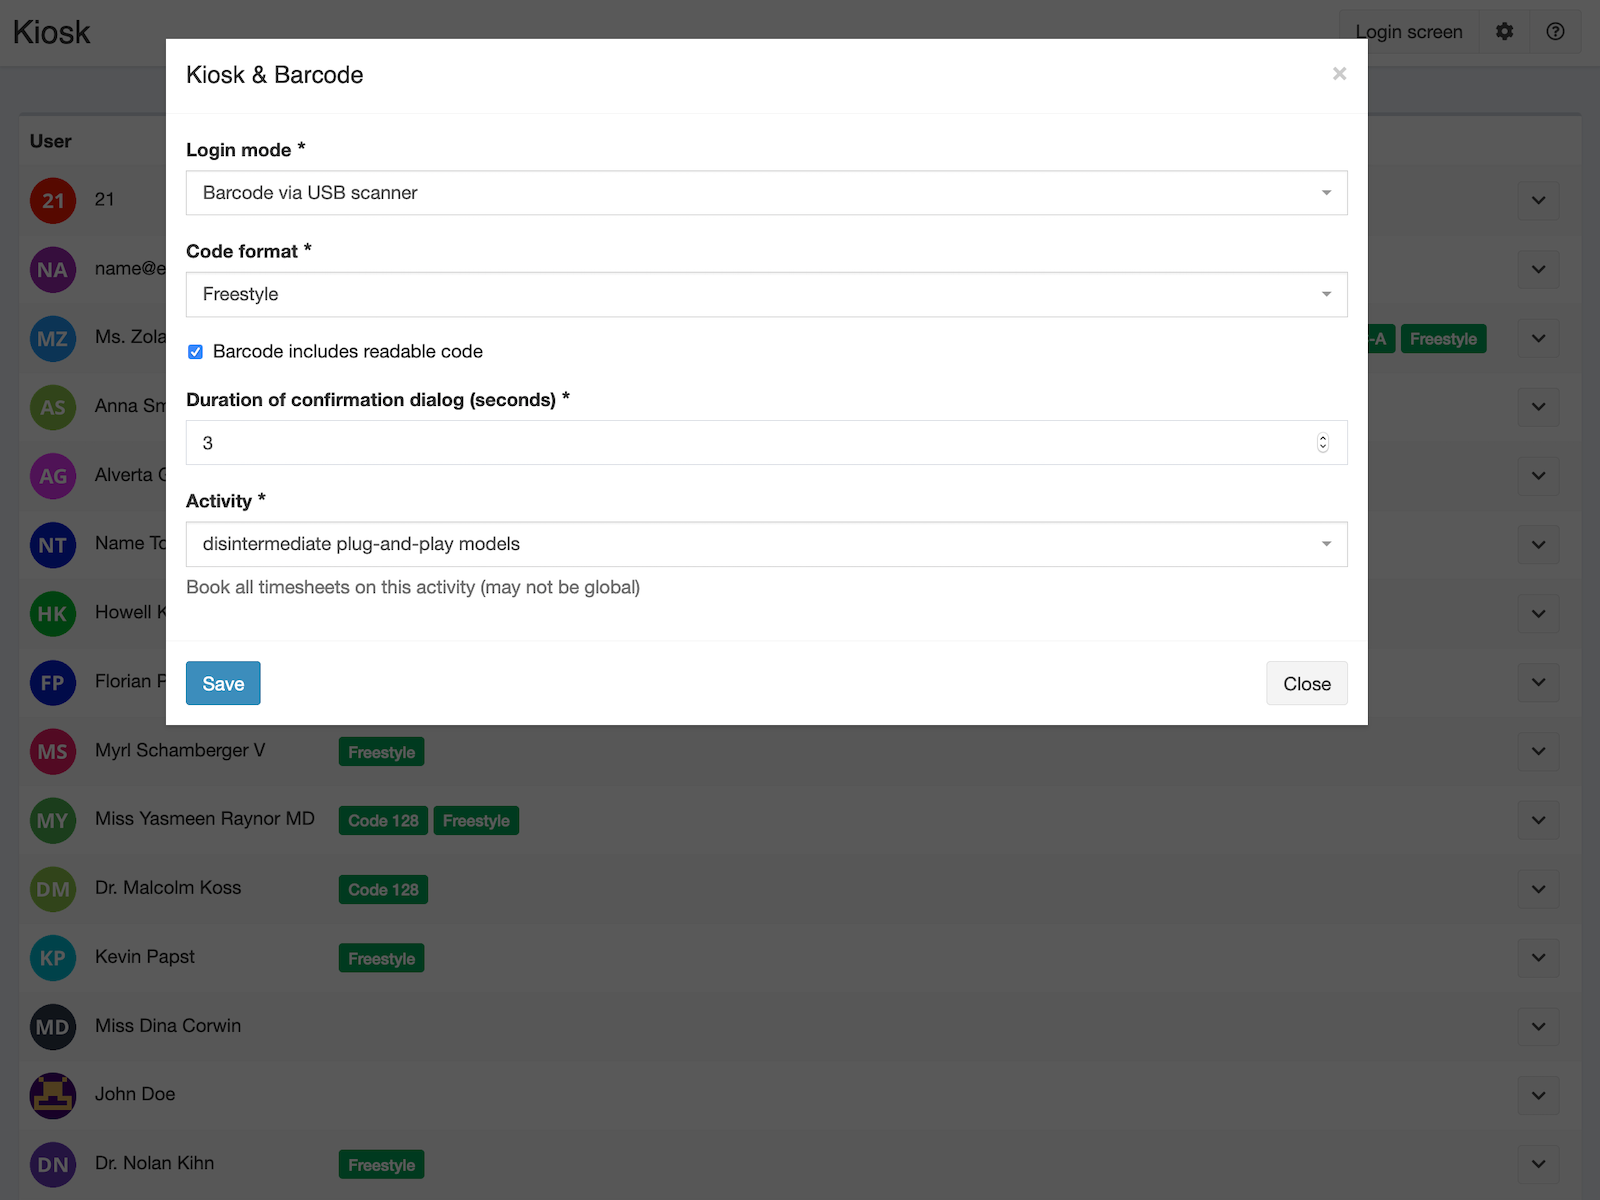 Kiosk
Login screen
Kiosk & Barcode
×
User
Login mode *
Barcode via USB scanner
21 21
Code format *
NA name@e
Freestyle
MZ Ms. Zola
-A Freestyle
Barcode includes readable code
Duration of confirmation dialog (seconds) *
AS Anna Sm
3
AG Alverta G
Activity *
NT Name To
disintermediate plug-and-play models
Book all timesheets on this activity (may not be global)
HK Howell K
FP Florian P
Save
Close
MS Myrl Schamberger V Freestyle
MY Miss Yasmeen Raynor MD Code 128 Freestyle
DM Dr. Malcolm Koss Code 128
KP Kevin Papst Freestyle
MD Miss Dina Corwin
John Doe
DN Dr. Nolan Kihn Freestyle